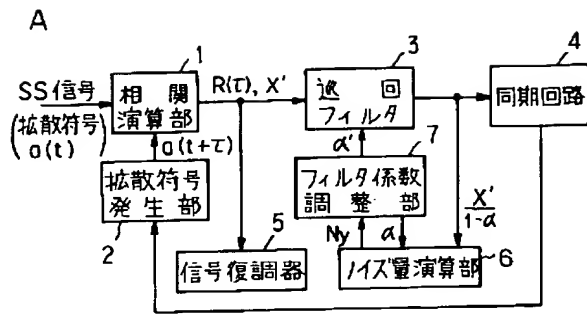 A
1
3
4
SS信号
(拡散符号)
a(t)
相関
演算部
R(τ), X'
巡回
フィルタ
同期回路
a(t+τ)
α'
7
拡散符号
発生部
フィルタ係数
調整部
X'
1-α
2
5
Ny
α
信号復調器
ノイズ量演算部
6